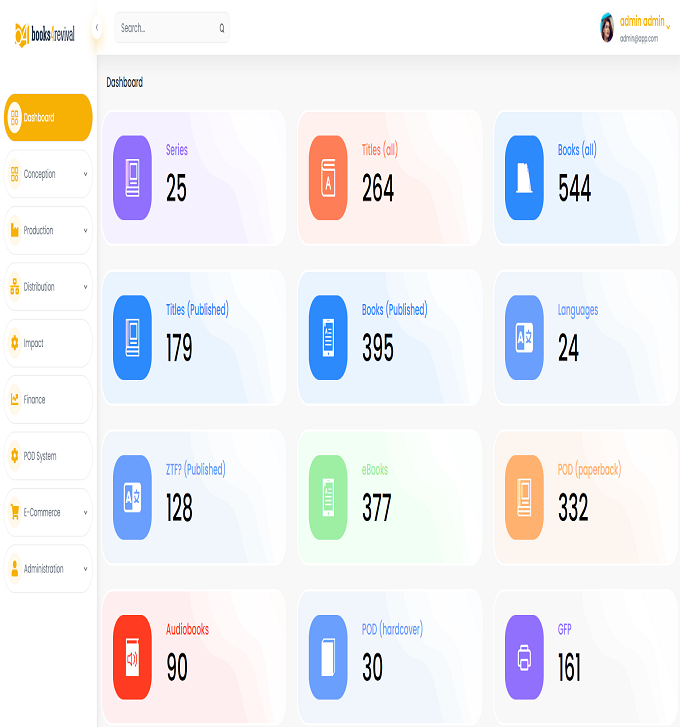 books4revival
Search...
admin admin
admin@app.com
Dashboard
Dashboard
Conception
Production
Distribution
Impact
Finance
POD System
E-Commerce
Administration
Series
25
Titles (all)
264
Books (all)
544
Titles (Published)
179
Books (Published)
395
Languages
24
ZTF? (Published)
128
eBooks
377
POD (paperback)
332
Audiobooks
90
POD (hardcover)
30
GFP
161